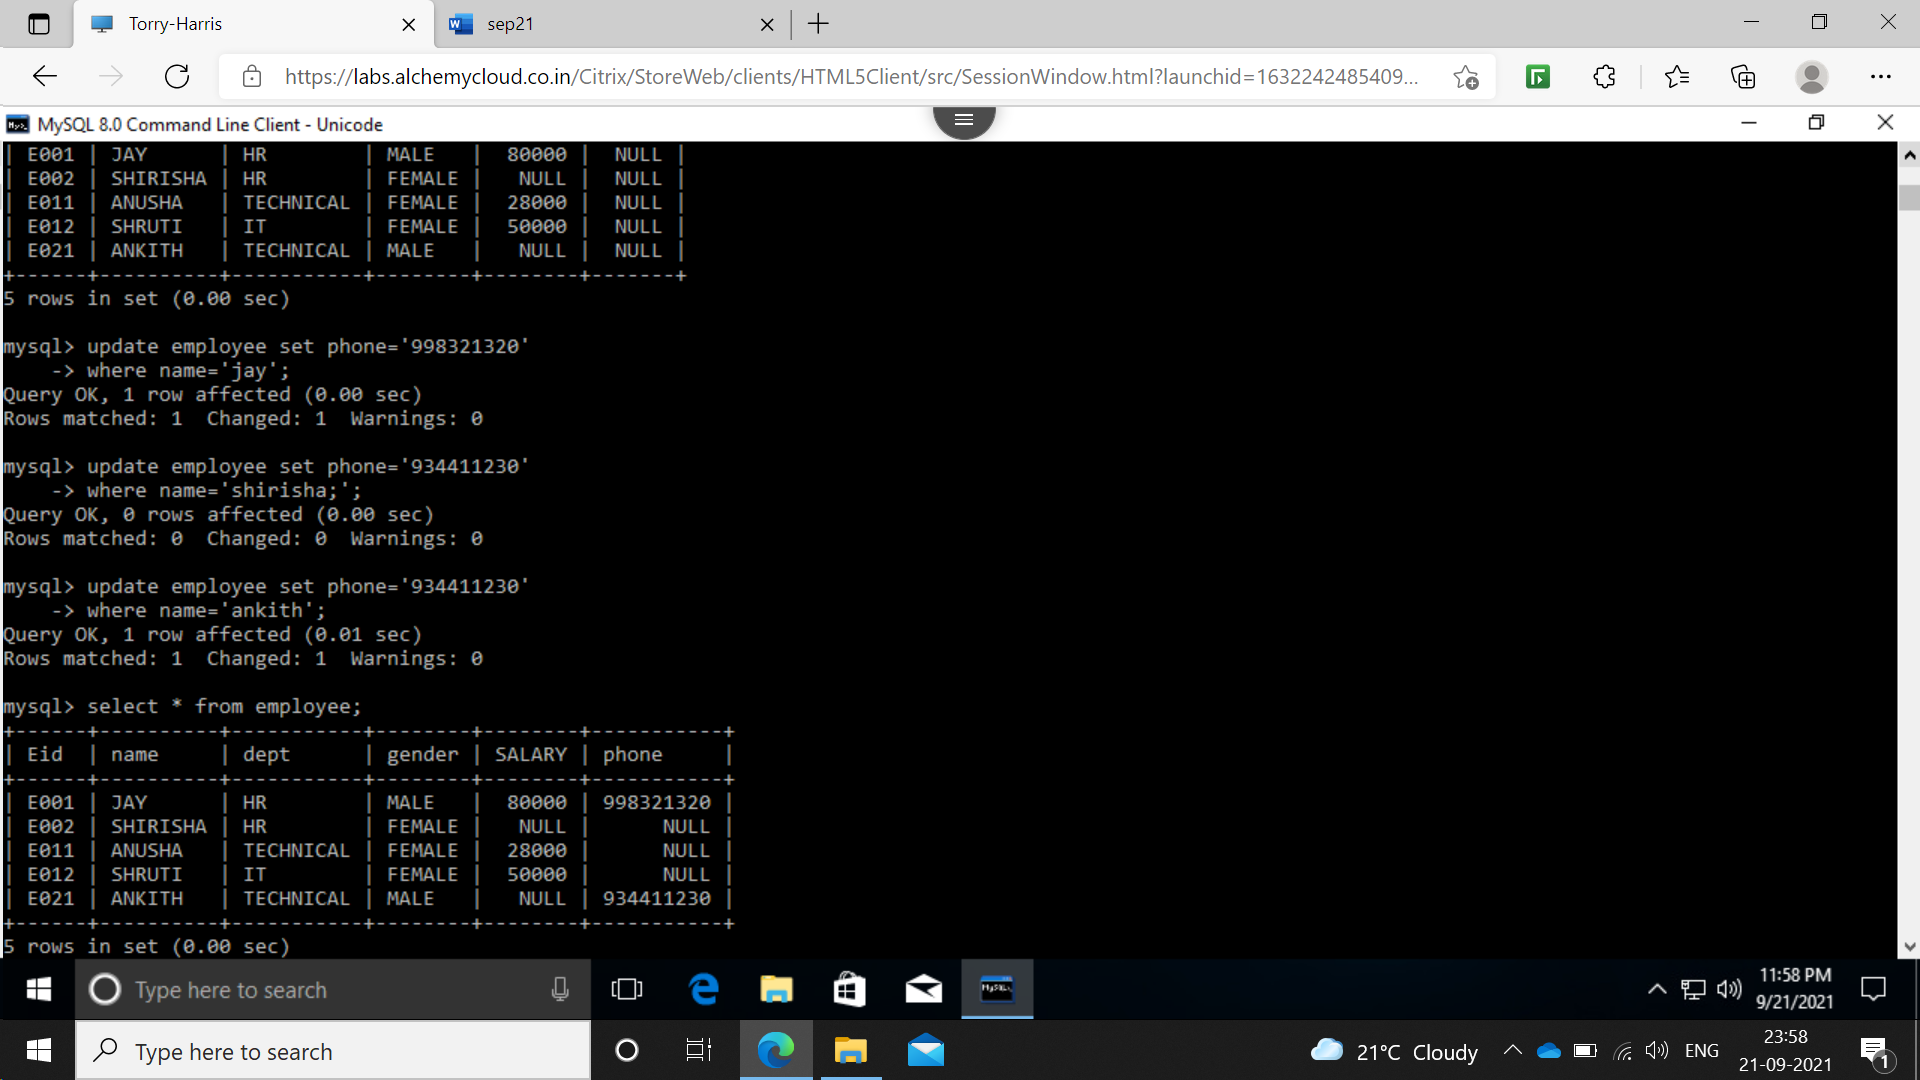 Torry-Harris
sep21
https://labs.alchemycloud.co.in/Citrix/StoreWeb/clients/HTML5Client/src/SessionWindow.html?launchid=1632242485409...
MySQL 8.0 Command Line Client - Unicode
| E001 | JAY      | HR        | MALE   |  80000 |  NULL |
| E002 | SHIRISHA | HR        | FEMALE |   NULL |  NULL |
| E011 | ANUSHA   | TECHNICAL | FEMALE |  28000 |  NULL |
| E012 | SHRUTI   | IT        | FEMALE |  50000 |  NULL |
| E021 | ANKITH   | TECHNICAL | MALE   |   NULL |  NULL |
+------+----------+-----------+--------+--------+-------+
5 rows in set (0.00 sec)
mysql> update employee set phone='998321320'
    -> where name='jay';
Query OK, 1 row affected (0.00 sec)
Rows matched: 1  Changed: 1  Warnings: 0
mysql> update employee set phone='934411230'
    -> where name='shirisha;';
Query OK, 0 rows affected (0.00 sec)
Rows matched: 0  Changed: 0  Warnings: 0
mysql> update employee set phone='934411230'
    -> where name='ankith';
Query OK, 1 row affected (0.01 sec)
Rows matched: 1  Changed: 1  Warnings: 0
mysql> select * from employee;
+------+----------+-----------+--------+--------+-----------+
| Eid  | name     | dept      | gender | SALARY | phone     |
+------+----------+-----------+--------+--------+-----------+
| E001 | JAY      | HR        | MALE   |  80000 | 998321320 |
| E002 | SHIRISHA | HR        | FEMALE |   NULL |      NULL |
| E011 | ANUSHA   | TECHNICAL | FEMALE |  28000 |      NULL |
| E012 | SHRUTI   | IT        | FEMALE |  50000 |      NULL |
| E021 | ANKITH   | TECHNICAL | MALE   |   NULL | 934411230 |
+------+----------+-----------+--------+--------+-----------+
5 rows in set (0.00 sec)
Type here to search
11:58 PM
9/21/2021
Type here to search
21°C Cloudy
ENG
23:58
21-09-2021
1